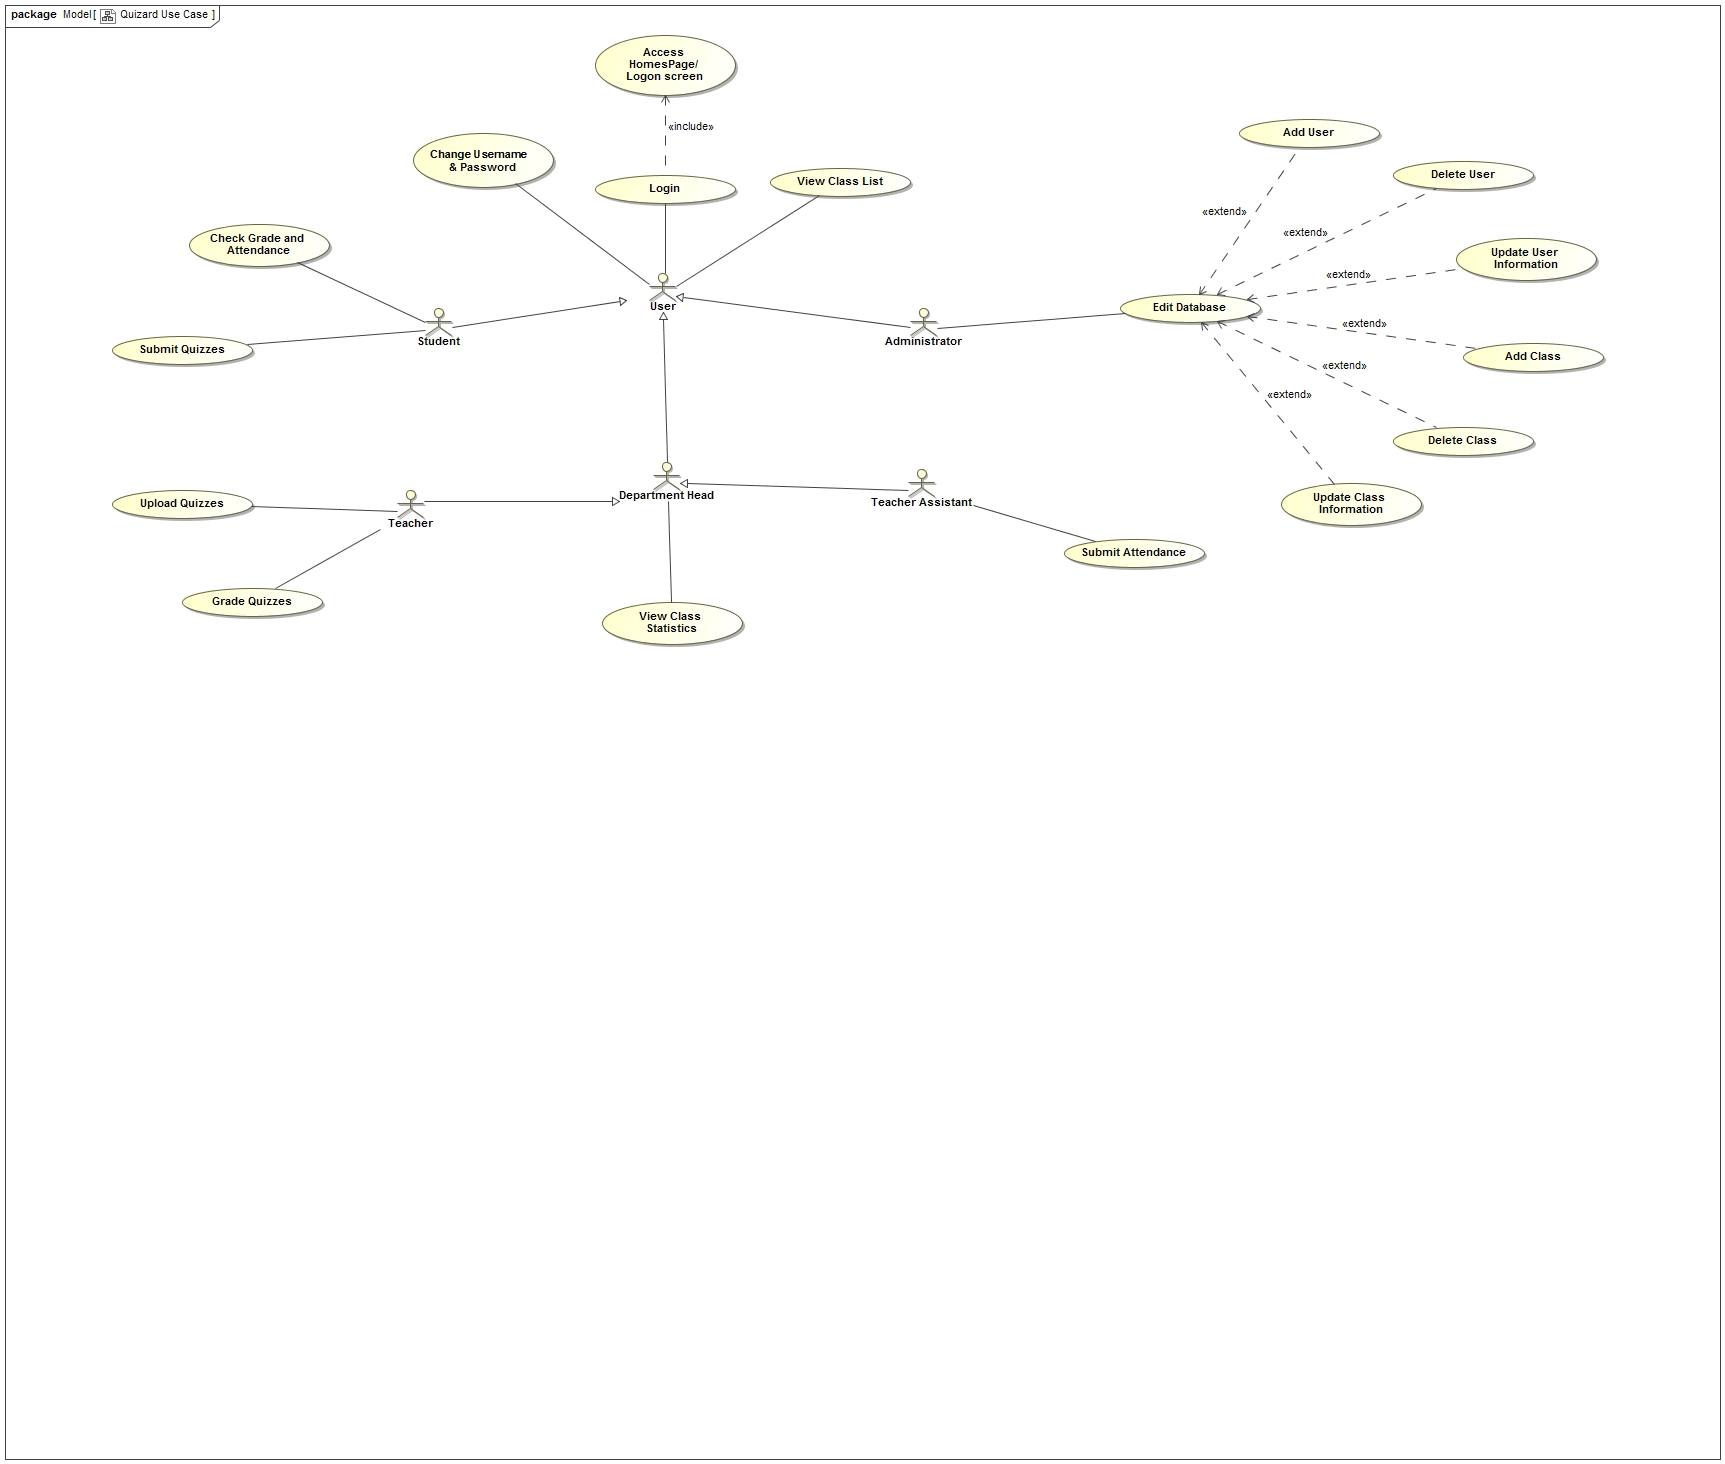 package Model[ Quizard Use Case ]
Access
HomesPage/
Logon screen
«include»
Add User
Change Username
& Password
Login
View Class List
Delete User
«extend»
Check Grade and
Attendance
«extend»
Update User
Information
«extend»
User
Edit Database
«extend»
Student
Administrator
Submit Quizzes
Add Class
«extend»
«extend»
Delete Class
Upload Quizzes
Department Head
Teacher Assistant
Update Class
Information
Teacher
Submit Attendance
Grade Quizzes
View Class
Statistics